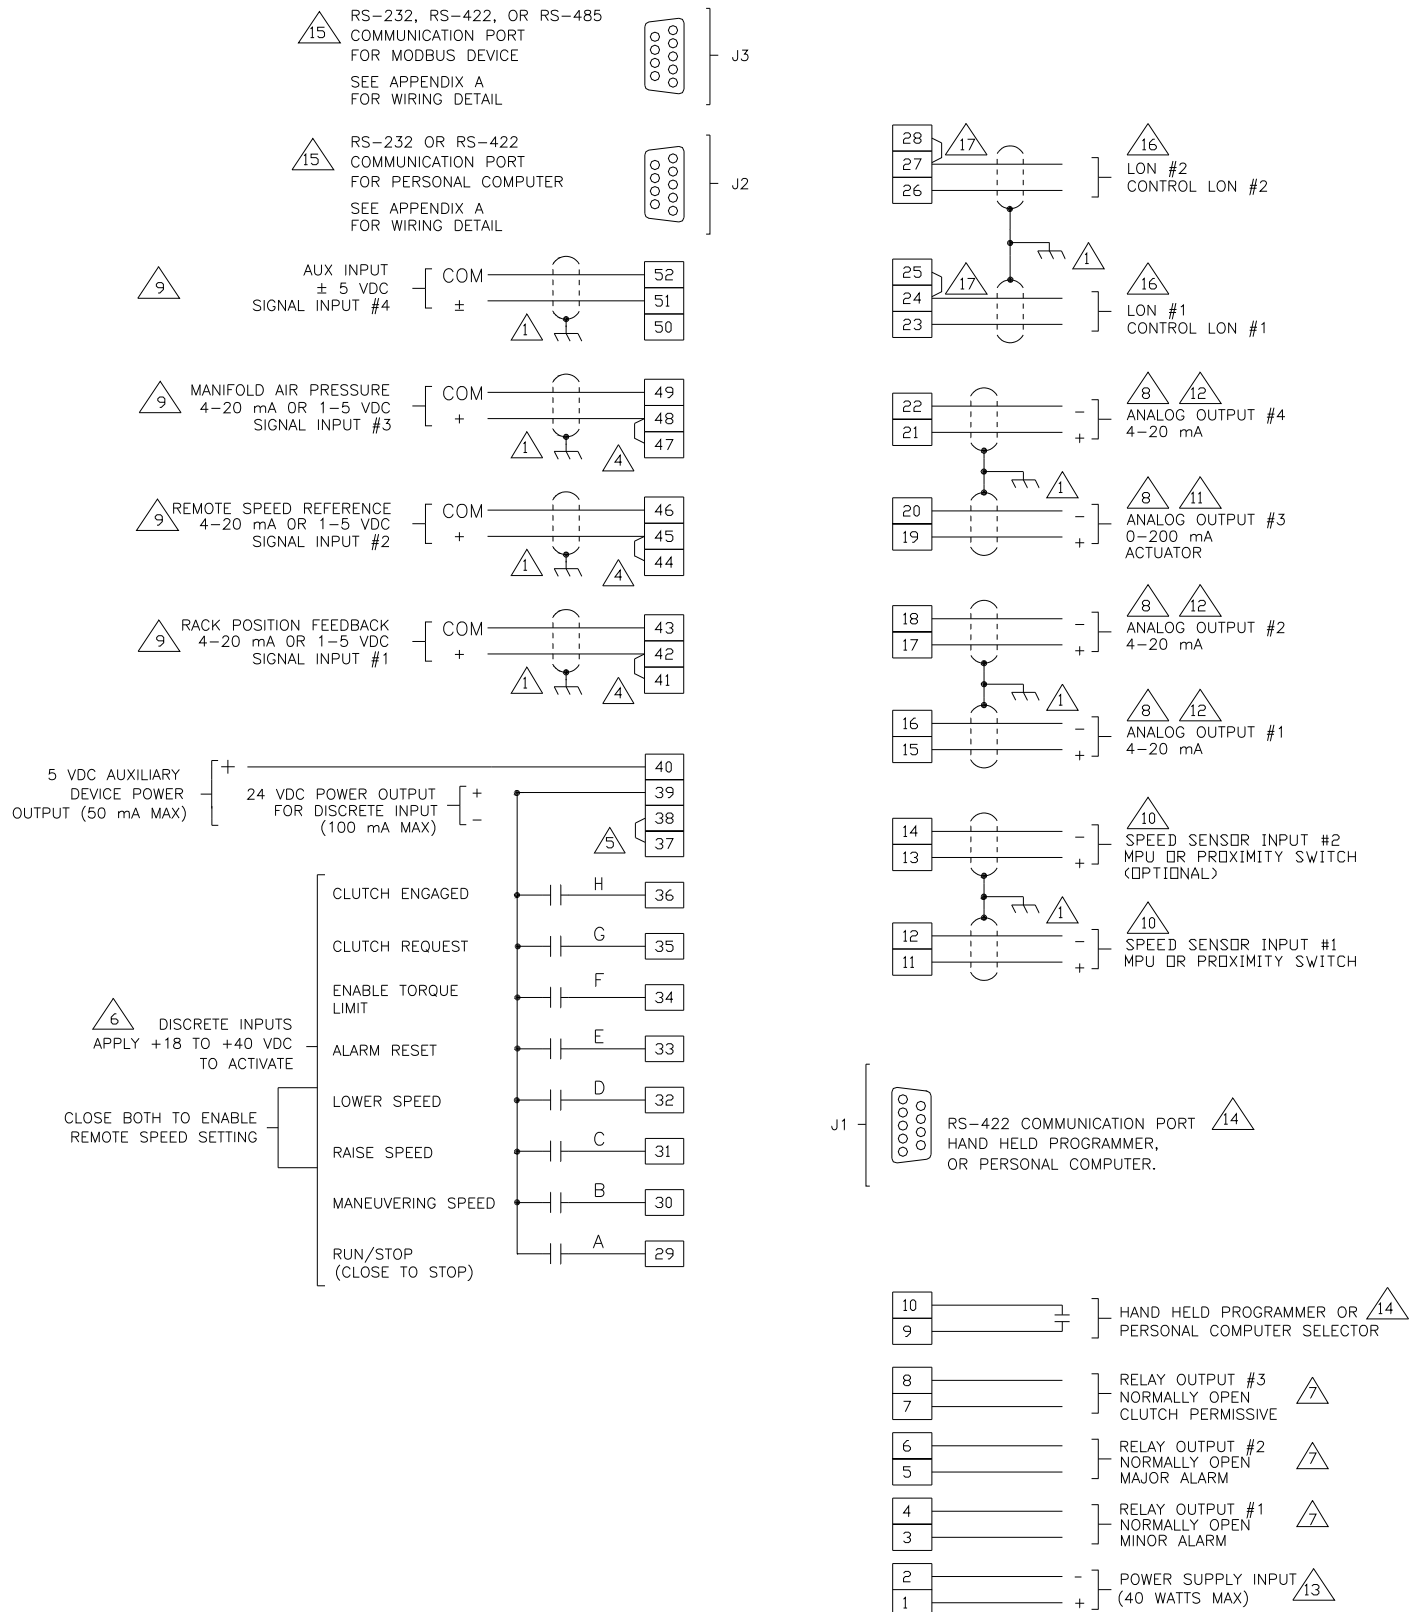 15
RS-232, RS-422, OR RS-485
COMMUNICATION PORT
FOR MODBUS DEVICE
SEE APPENDIX A
FOR WIRING DETAIL
J3
15
RS-232 OR RS-422
COMMUNICATION PORT
FOR PERSONAL COMPUTER
SEE APPENDIX A
FOR WIRING DETAIL
J2
9
AUX INPUT
± 5 VDC
SIGNAL INPUT #4
COM
±
1
52
51
50
9
MANIFOLD AIR PRESSURE
4-20 mA OR 1-5 VDC
SIGNAL INPUT #3
COM
+
1
4
49
48
47
9
REMOTE SPEED REFERENCE
4-20 mA OR 1-5 VDC
SIGNAL INPUT #2
COM
+
1
4
46
45
44
9
RACK POSITION FEEDBACK
4-20 mA OR 1-5 VDC
SIGNAL INPUT #1
COM
+
1
4
43
42
41
5 VDC AUXILIARY
DEVICE POWER
OUTPUT (50 mA MAX)
+
24 VDC POWER OUTPUT
FOR DISCRETE INPUT
(100 mA MAX)
+
-
5
40
39
38
37
6
DISCRETE INPUTS
APPLY +18 TO +40 VDC
TO ACTIVATE
CLOSE BOTH TO ENABLE
REMOTE SPEED SETTING
CLUTCH ENGAGED
H
36
CLUTCH REQUEST
G
35
ENABLE TORQUE
LIMIT
F
34
ALARM RESET
E
33
LOWER SPEED
D
32
RAISE SPEED
C
31
MANEUVERING SPEED
B
30
RUN/STOP
(CLOSE TO STOP)
A
29
28
27
26
17
16
LON #2
CONTROL LON #2
1
25
24
23
17
16
LON #1
CONTROL LON #1
22
21
-
+
8
12
ANALOG OUTPUT #4
4-20 mA
1
20
19
-
+
8
11
ANALOG OUTPUT #3
0-200 mA
ACTUATOR
18
17
-
+
8
12
ANALOG OUTPUT #2
4-20 mA
1
16
15
-
+
8
12
ANALOG OUTPUT #1
4-20 mA
14
13
-
+
10
SPEED SENSOR INPUT #2
MPU OR PROXIMITY SWITCH
(OPTIONAL)
1
12
11
-
+
10
SPEED SENSOR INPUT #1
MPU OR PROXIMITY SWITCH
J1
RS-422 COMMUNICATION PORT
HAND HELD PROGRAMMER,
OR PERSONAL COMPUTER.
14
10
9
HAND HELD PROGRAMMER OR
PERSONAL COMPUTER SELECTOR
14
8
7
RELAY OUTPUT #3
NORMALLY OPEN
CLUTCH PERMISSIVE
7
6
5
RELAY OUTPUT #2
NORMALLY OPEN
MAJOR ALARM
7
4
3
RELAY OUTPUT #1
NORMALLY OPEN
MINOR ALARM
7
2
1
-
+
POWER SUPPLY INPUT
(40 WATTS MAX)
13